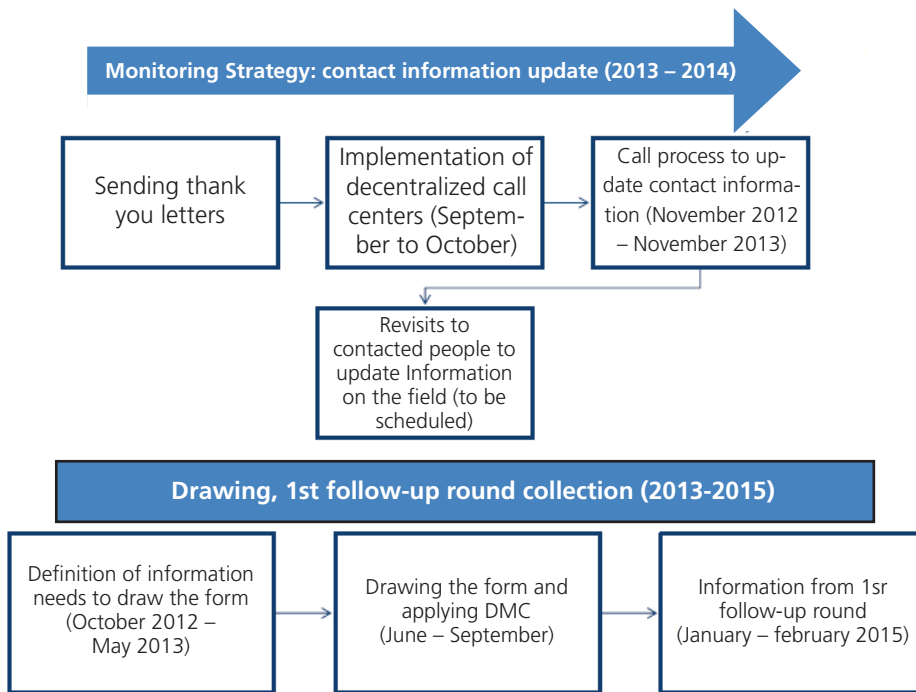 Monitoring Strategy: contact information update (2013 – 2014)
Sending thank
you letters
Implementation of
decentralized call
centers (Septem-
ber to October)
Call process to up-
date contact informa-
tion (November 2012
– November 2013)
Revisits to
contacted people to
update Information
on the field (to be
scheduled)
Drawing, 1st follow-up round collection (2013-2015)
Definition of information
needs to draw the form
(October 2012 –
May 2013)
Drawing the form and
applying DMC
(June – September)
Information from 1sr
follow-up round
(January – february 2015)